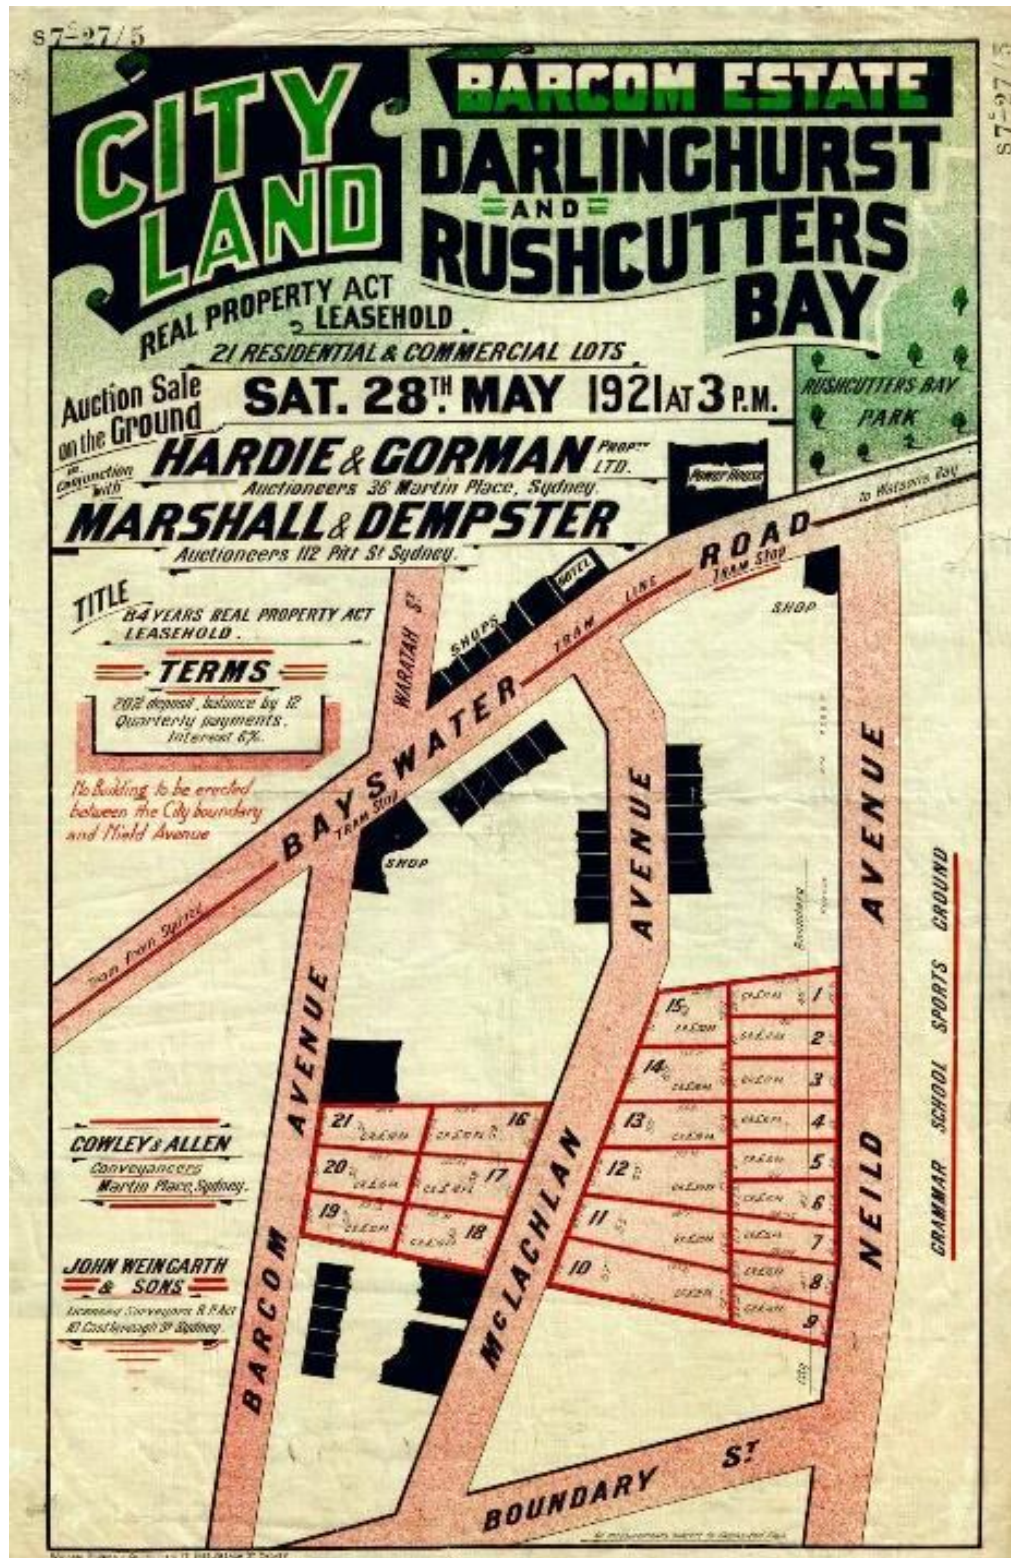 S7-27/5
S7-27/5
CITY
LAND
BARCOM ESTATE
DARLINGHURST
AND
RUSHCUTTERS
BAY
REAL PROPERTY ACT
LEASEHOLD
21 RESIDENTIAL & COMMERCIAL LOTS
Auction Sale
on the Ground
SAT. 28TH. MAY 1921 AT 3 P.M.
in
conjunction
with
HARDIE & GORMAN PROPTY LTD.
Auctioneers 36 Martin Place, Sydney.
MARSHALL & DEMPSTER
Auctioneers 112 Pitt St Sydney.
RUSHCUTTERS BAY
PARK
Power House
to Watsons Bay
TITLE
84 YEARS REAL PROPERTY ACT
LEASEHOLD.
TERMS
20% deposit, balance by 12
Quarterly payments.
Interest 6%.
No Building to be erected
between the City boundary
and Nield Avenue
WARATAH ST
SHOPS
HOTEL
BAYSWATER ROAD
TRAM LINE
TRAM Stop
TRAM Stop
SHOP
SHOP
Tram from Sydney
BARCOM AVENUE
McLACHLAN AVENUE
NEILD AVENUE
Boundary
City
GRAMMAR SCHOOL SPORTS GROUND
1
2
3
4
5
6
7
8
9
15
14
13
12
11
10
21
16
20
17
19
18
COWLEY & ALLEN
Conveyancers
Martin Place, Sydney.
JOHN WEINGARTH
& SONS
Licensed Surveyors R.P. Act
Castlereagh St Sydney.
BOUNDARY ST